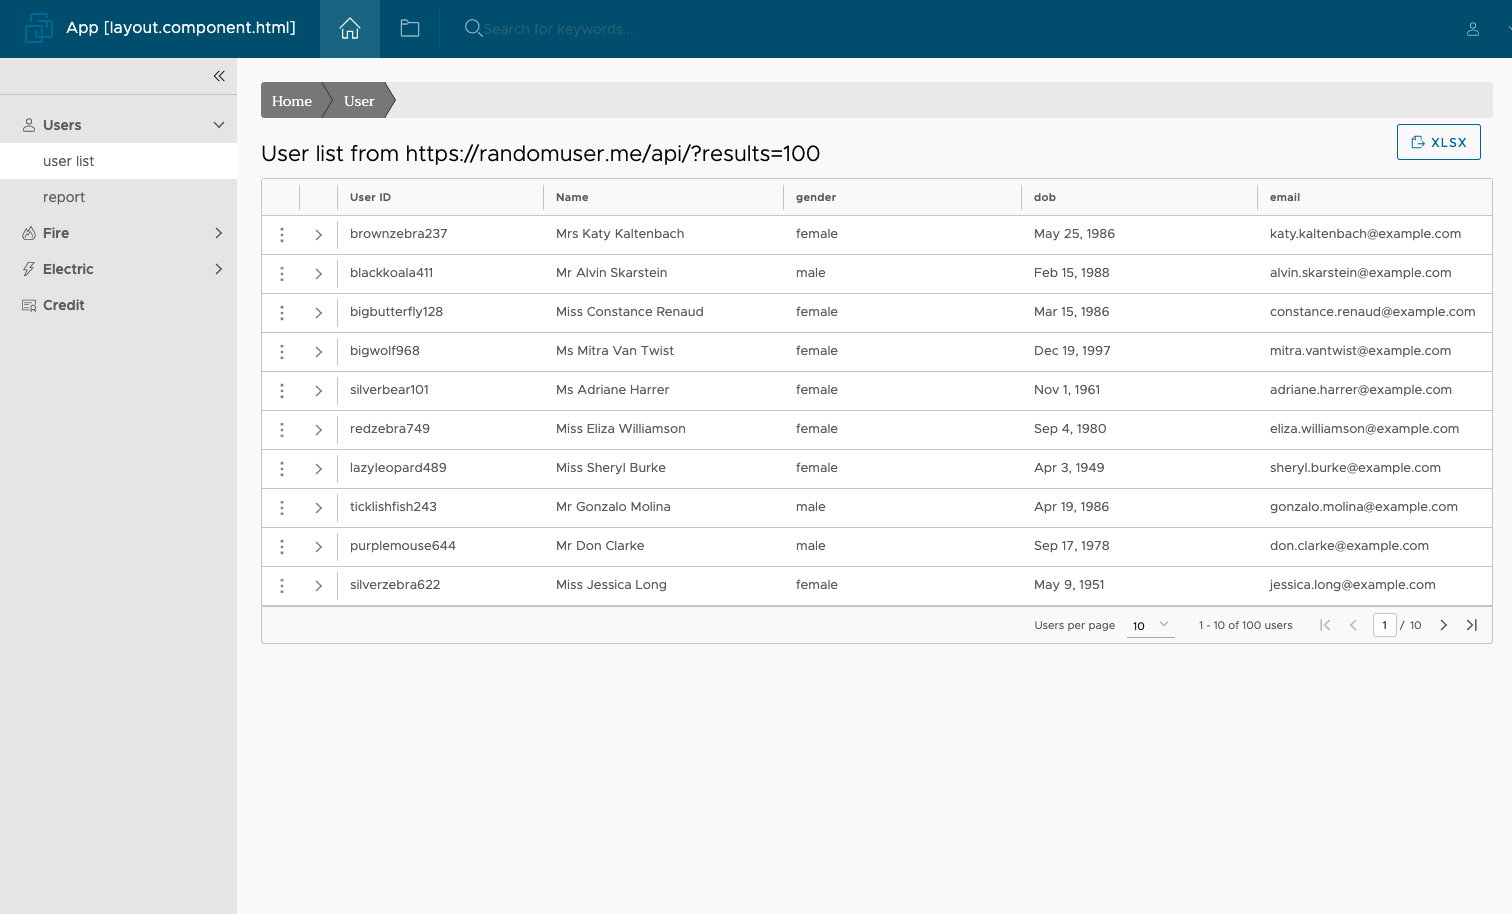 App [layout.component.html] Search for keywords...
Home User
Users
user list
report
Fire
Electric
Credit
XLSX
User list from https://randomuser.me/api/?results=100
User ID Name gender dob email
brownzebra237 Mrs Katy Kaltenbach female May 25, 1986 katy.kaltenbach@example.com
blackkoala411 Mr Alvin Skarstein male Feb 15, 1988 alvin.skarstein@example.com
bigbutterfly128 Miss Constance Renaud female Mar 15, 1986 constance.renaud@example.com
bigwolf968 Ms Mitra Van Twist female Dec 19, 1997 mitra.vantwist@example.com
silverbear101 Ms Adriane Harrer female Nov 1, 1961 adriane.harrer@example.com
redzebra749 Miss Eliza Williamson female Sep 4, 1980 eliza.williamson@example.com
lazyleopard489 Miss Sheryl Burke female Apr 3, 1949 sheryl.burke@example.com
ticklishfish243 Mr Gonzalo Molina male Apr 19, 1986 gonzalo.molina@example.com
purplemouse644 Mr Don Clarke male Sep 17, 1978 don.clarke@example.com
silverzebra622 Miss Jessica Long female May 9, 1951 jessica.long@example.com
Users per page 10 1 - 10 of 100 users 1 / 10